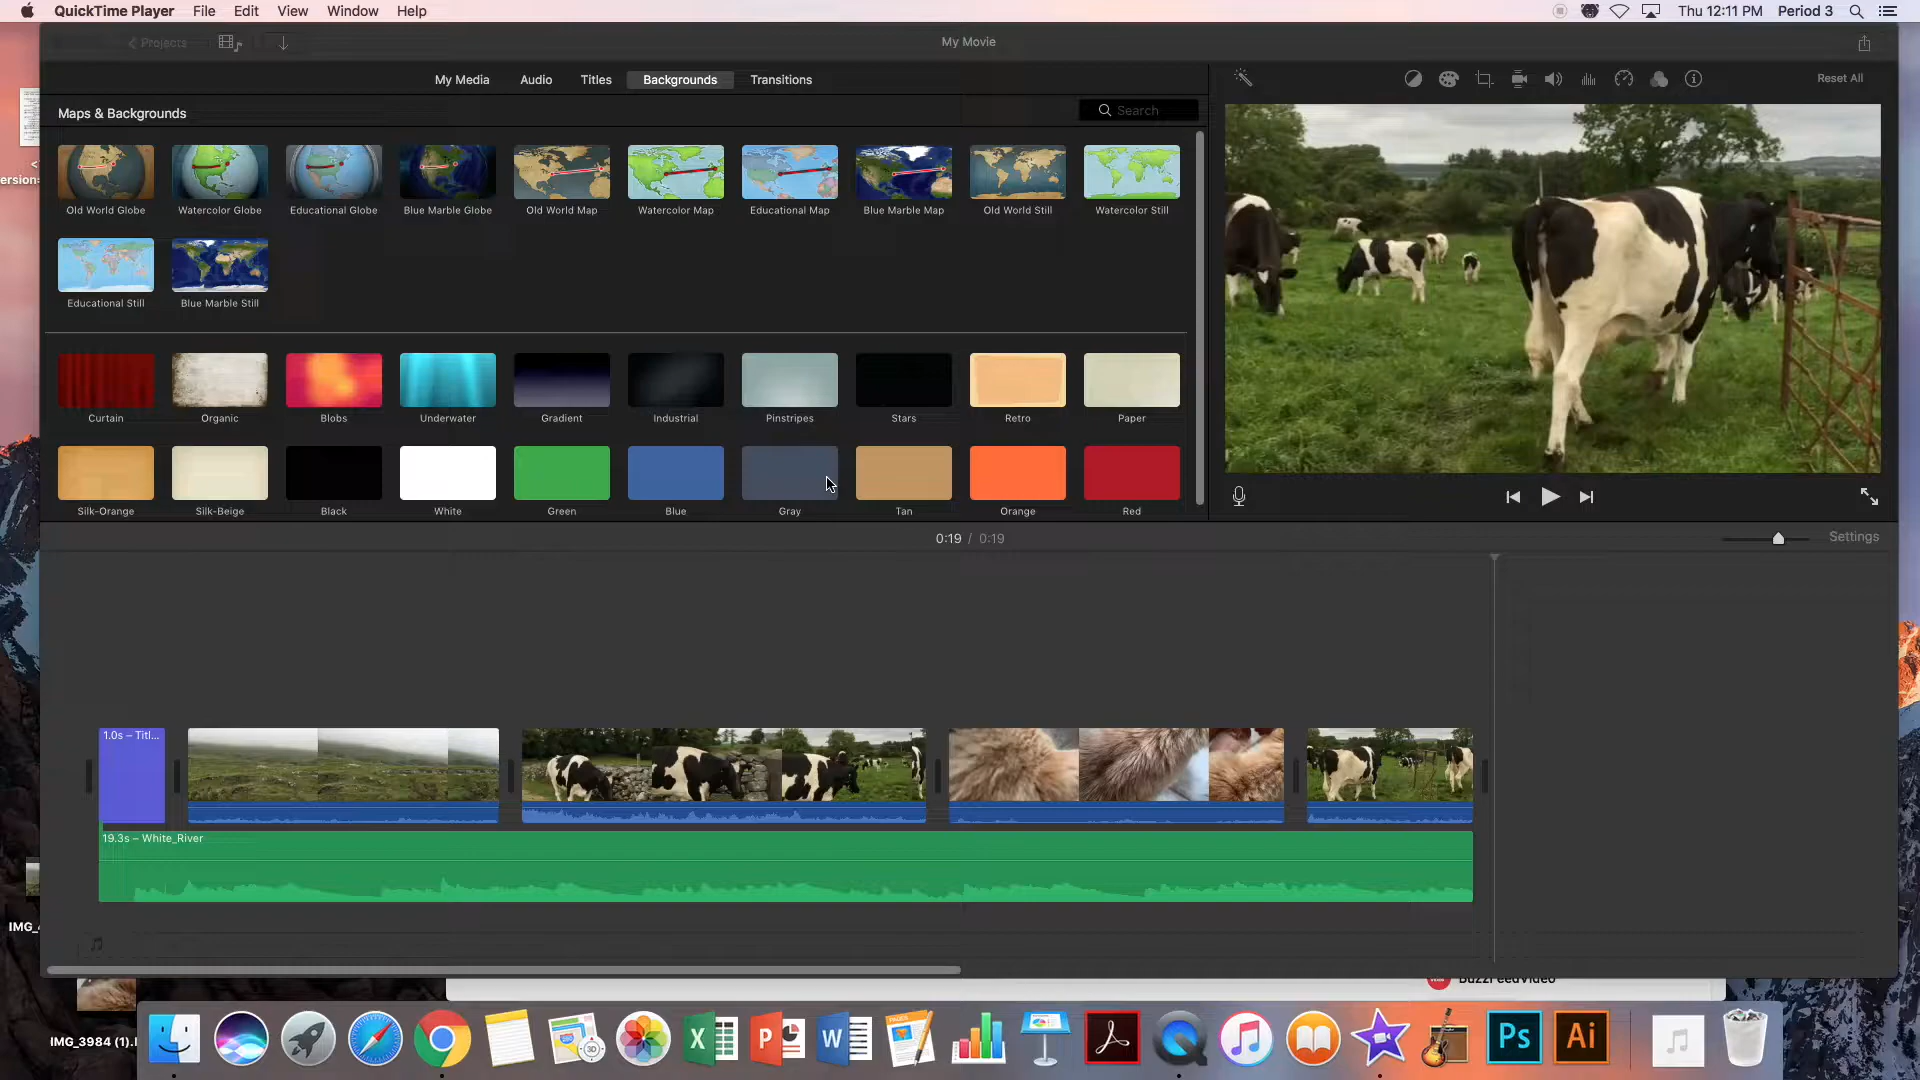 QuickTime Player File Edit View Window Help Thu 12:11 PM Period 3
Projects My Movie
My Media Audio Titles Backgrounds Transitions Reset All
Maps & Backgrounds Search
Old World Globe Watercolor Globe Educational Globe Blue Marble Globe Old World Map Watercolor Map Educational Map Blue Marble Map Old World Still Watercolor Still
ersion:
Educational Still Blue Marble Still
Curtain Organic Blobs Underwater Gradient Industrial Pinstripes Stars Retro Paper
Silk-Orange Silk-Beige Black White Green Blue Gray Tan Orange Red
0:19 / 0:19 Settings
1.0s – Titl...
19.3s – White_River
BuzzFeedVideo
IMG_3984 (1).
Ps Ai